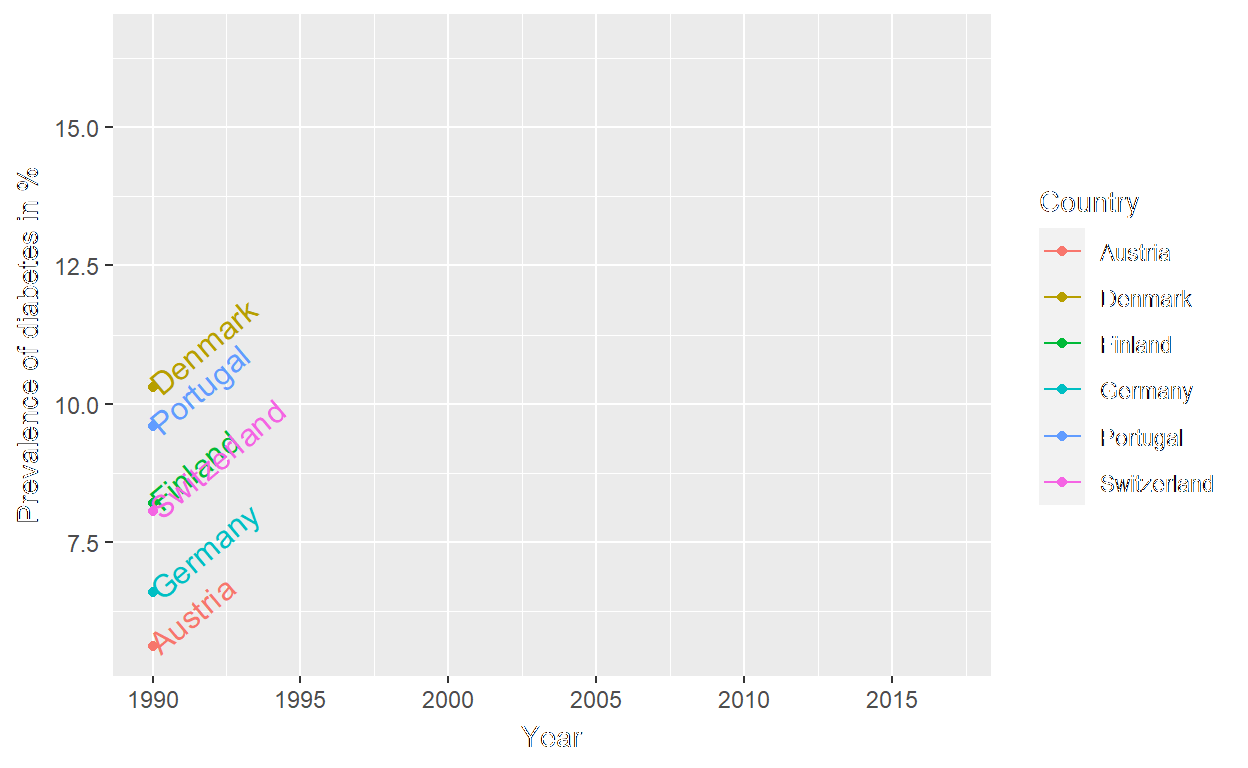 Prevalence of diabetes in %
15.0
12.5
10.0
7.5
Denmark
Portugal
Finland
Switzerland
Germany
Austria
1990 1995 2000 2005 2010 2015
Year
Country
Austria
Denmark
Finland
Germany
Portugal
Switzerland